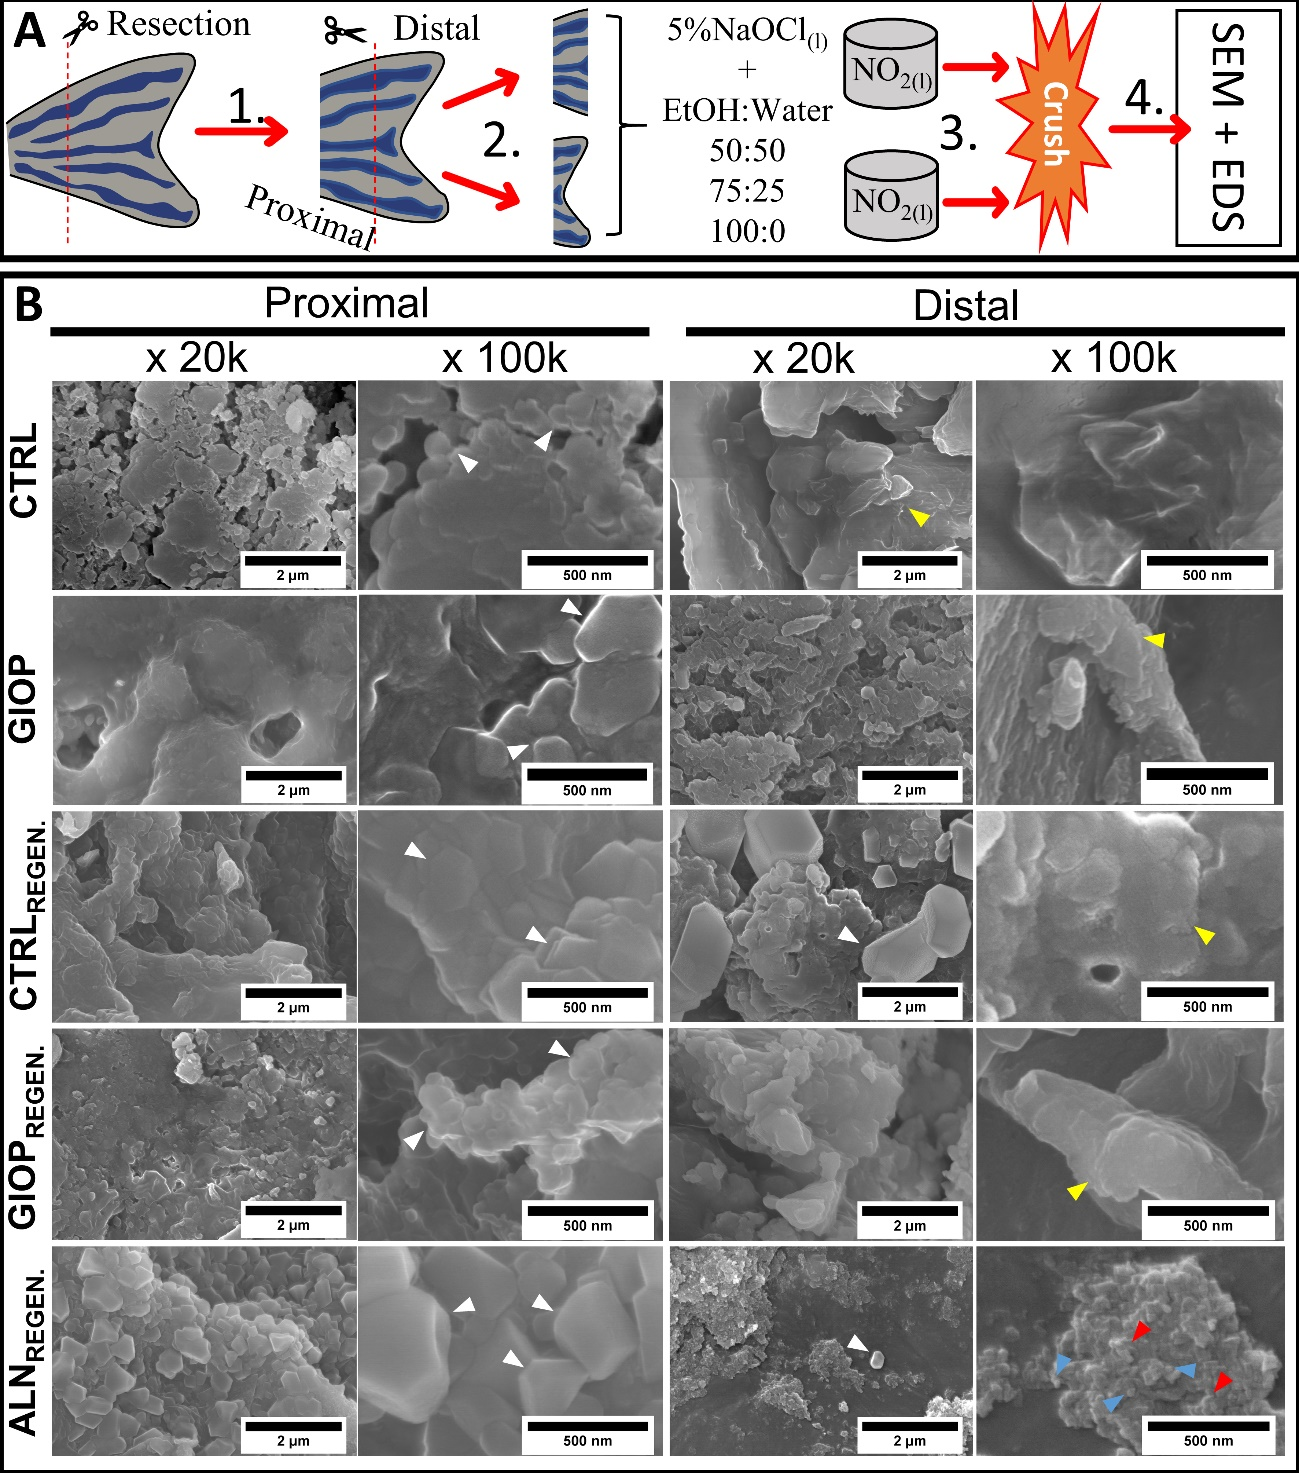 A
Resection
Distal
1.
2.
Proximal
5%NaOCl(l)
+
EtOH:Water
50:50
75:25
100:0
NO2(l)
NO2(l)
3.
Crush
4.
SEM + EDS
B
Proximal
Distal
x 20k
x 100k
x 20k
x 100k
CTRL
2 µm
500 nm
2 µm
500 nm
GIOP
2 µm
500 nm
2 µm
500 nm
CTRLREGEN.
2 µm
500 nm
2 µm
500 nm
GIOPREGEN.
2 µm
500 nm
2 µm
500 nm
ALNREGEN.
2 µm
500 nm
2 µm
500 nm